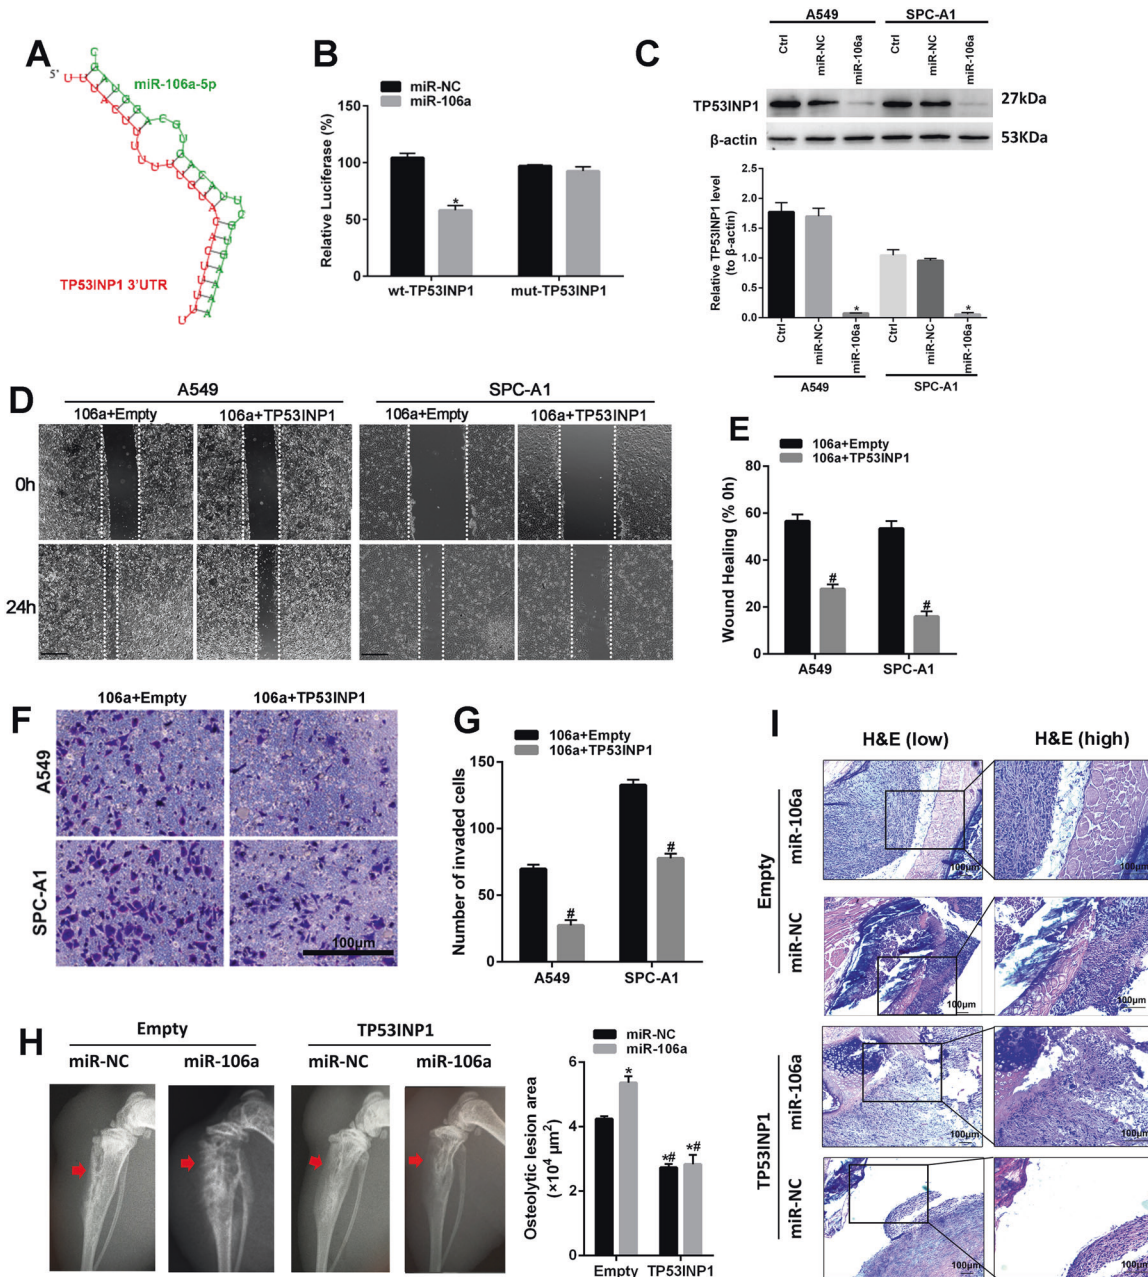 A
5'
miR-106a-5p
TP53INP1 3'UTR
B
miR-NC
miR-106a
Relative Luciferase (%)
150
100
50
0
wt-TP53INP1 mut-TP53INP1
*
C
A549 SPC-A1
Ctrl miR-NC miR-106a Ctrl miR-NC miR-106a
TP53INP1 27kDa
β-actin 53KDa
Relative TP53INP1 level
(to β-actin)
2.0
1.5
1.0
0.5
0.0
* *
Ctrl miR-NC miR-106a Ctrl miR-NC miR-106a
A549 SPC-A1
D
A549 SPC-A1
106a+Empty 106a+TP53INP1 106a+Empty 106a+TP53INP1
0h
24h
E
106a+Empty
106a+TP53INP1
Wound Healing (% 0h)
80
60
40
20
0
# #
A549 SPC-A1
F
106a+Empty 106a+TP53INP1
A549
SPC-A1
100μm
G
106a+Empty
106a+TP53INP1
Number of invaded cells
150
100
50
0
# #
A549 SPC-A1
H
Empty TP53INP1
miR-NC miR-106a miR-NC miR-106a
miR-NC
miR-106a
Osteolytic lesion area
(×10⁴ μm²)
6
4
2
0
* *# *#
Empty TP53INP1
I
H&E (low) H&E (high)
Empty
miR-106a
100μm 100μm
miR-NC
100μm 100μm
TP53INP1
miR-106a
100μm 100μm
miR-NC
100μm 100μm